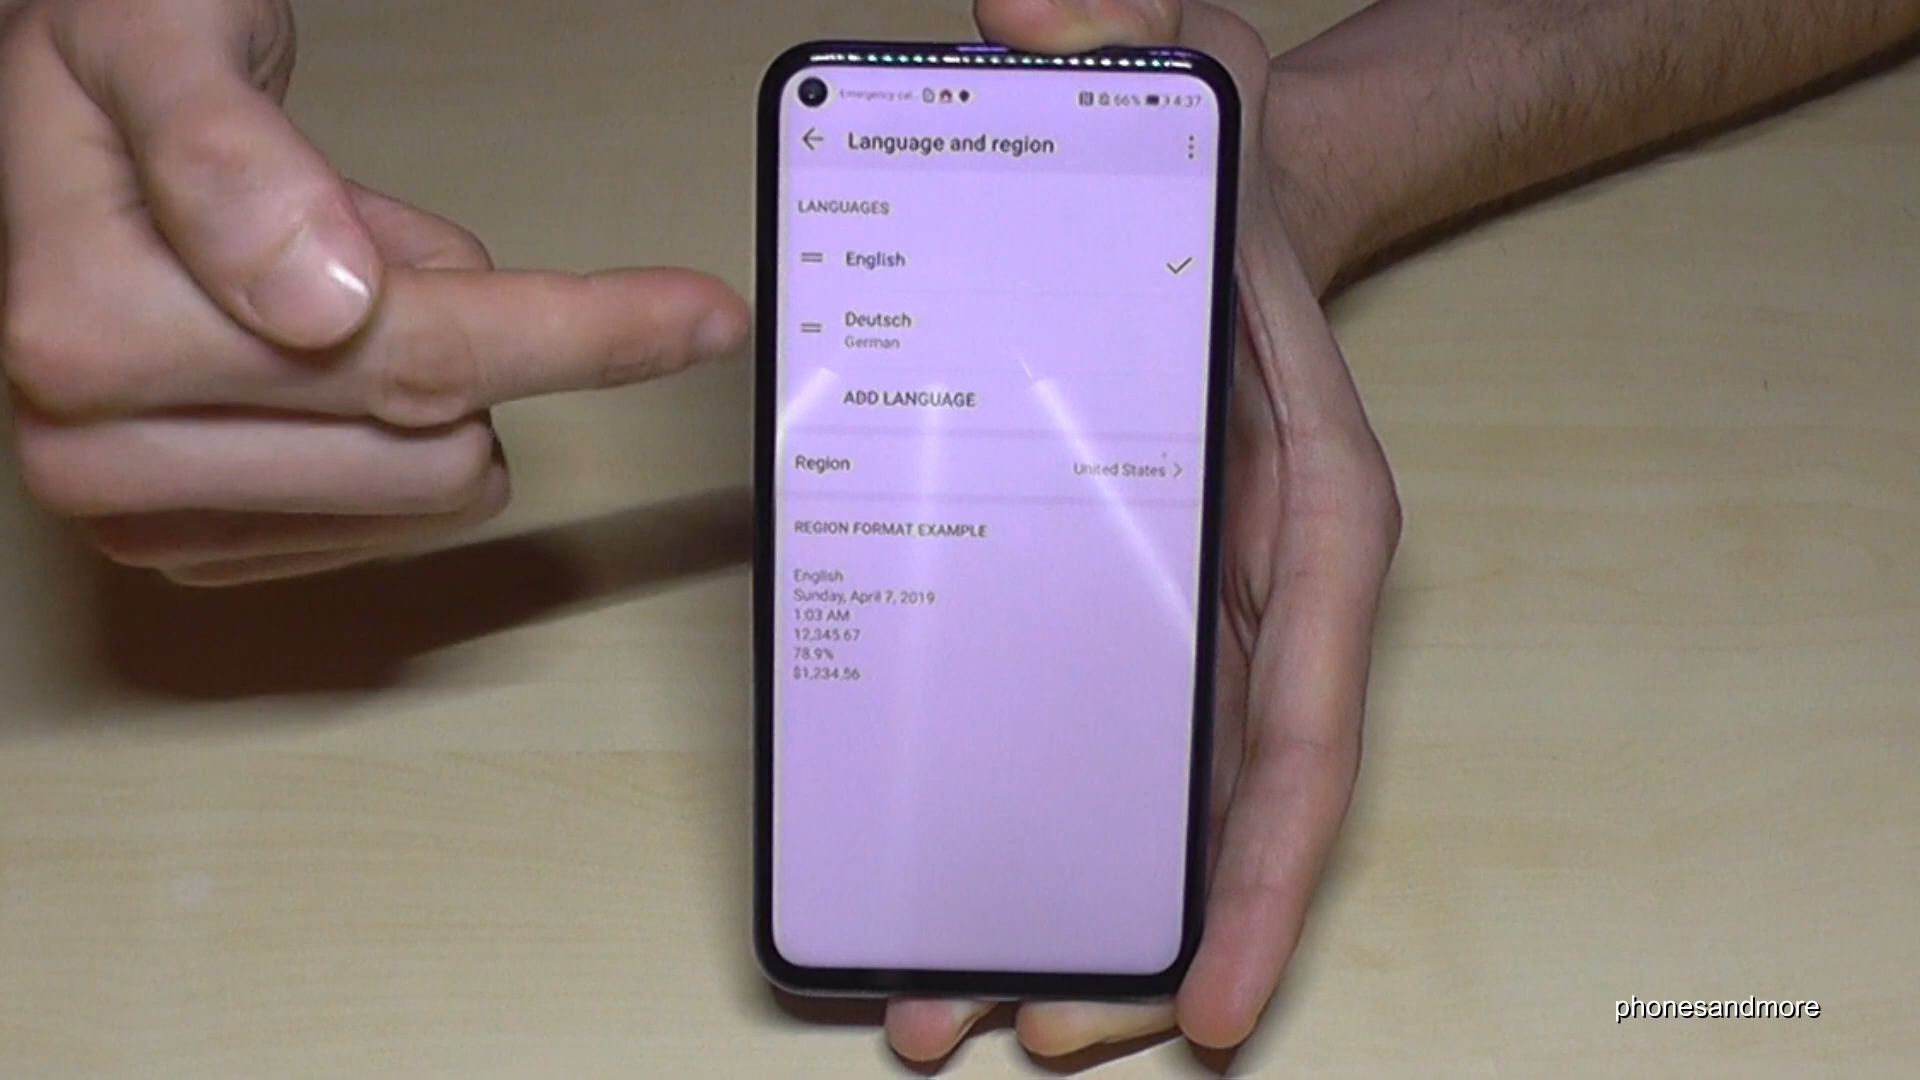 Emergency cal...
66% 4:37
Language and region
LANGUAGES
English
Deutsch
German
ADD LANGUAGE
Region
United States
REGION FORMAT EXAMPLE
English
Sunday, April 7, 2019
1:03 AM
12,345.67
78.9%
$1,234.56
phonesandmore